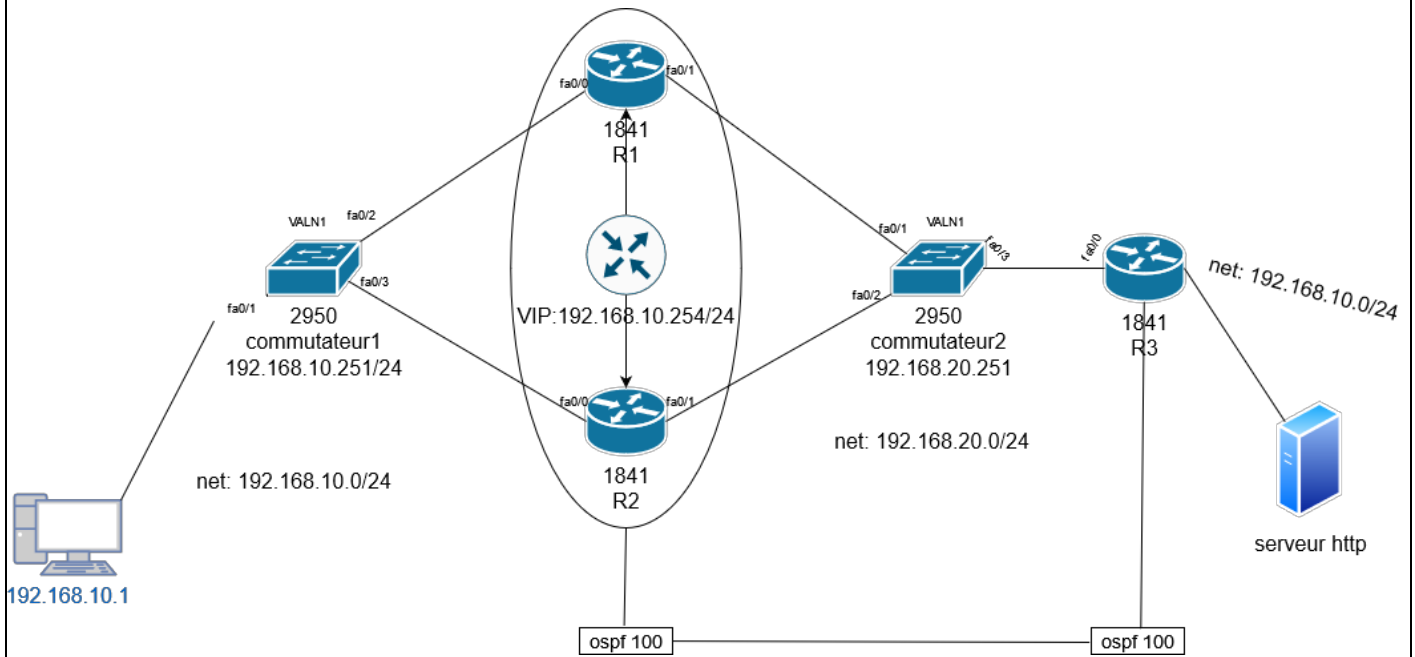 fa0/0
fa0/1
1841
R1
VALN1
fa0/2
fa0/3
fa0/1
2950
commutateur1
192.168.10.251/24
VIP:192.168.10.254/24
VALN1
fa0/1
fa0/3
fa0/2
2950
commutateur2
192.168.20.251
fa0/0
1841
R3
net: 192.168.10.0/24
fa0/0
fa0/1
1841
R2
net: 192.168.10.0/24
net: 192.168.20.0/24
serveur http
192.168.10.1
ospf 100
ospf 100